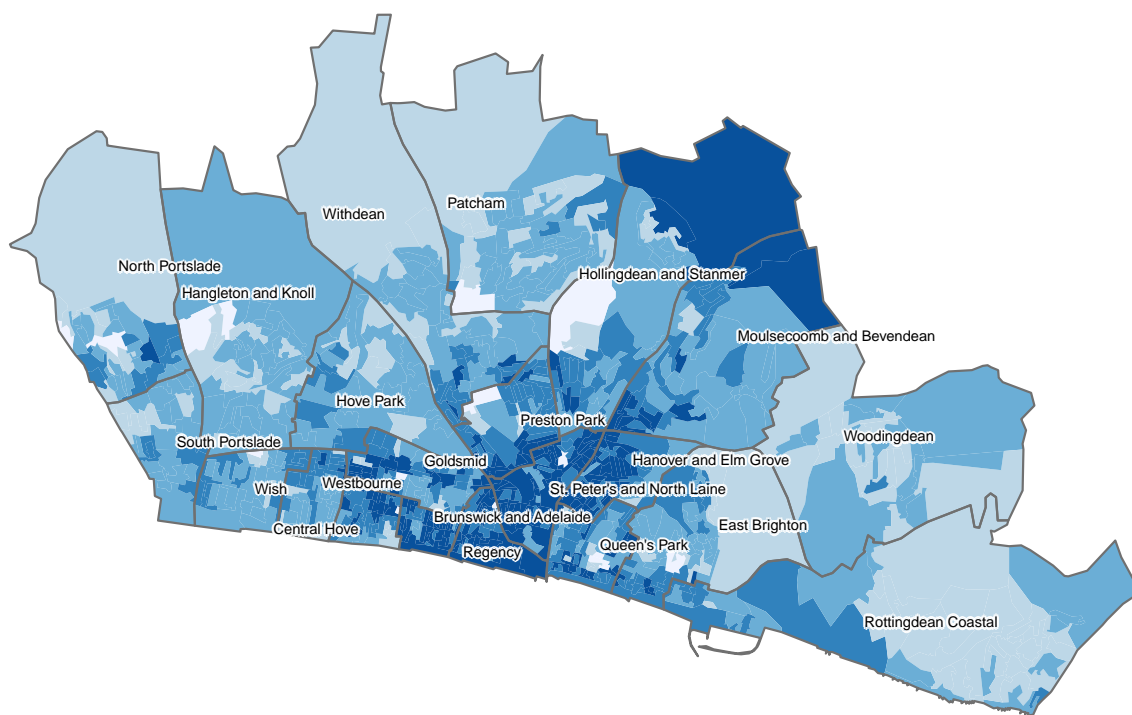 Patcham
Withdean
North Portslade
Hollingdean and Stanmer
Hangleton and Knoll
Moulsecoomb and Bevendean
Hove Park
Preston Park
Woodingdean
South Portslade
Goldsmid
Hanover and Elm Grove
Westbourne
Wish
St. Peter's and North Laine
Brunswick and Adelaide
East Brighton
Central Hove
Queen's Park
Regency
Rottingdean Coastal